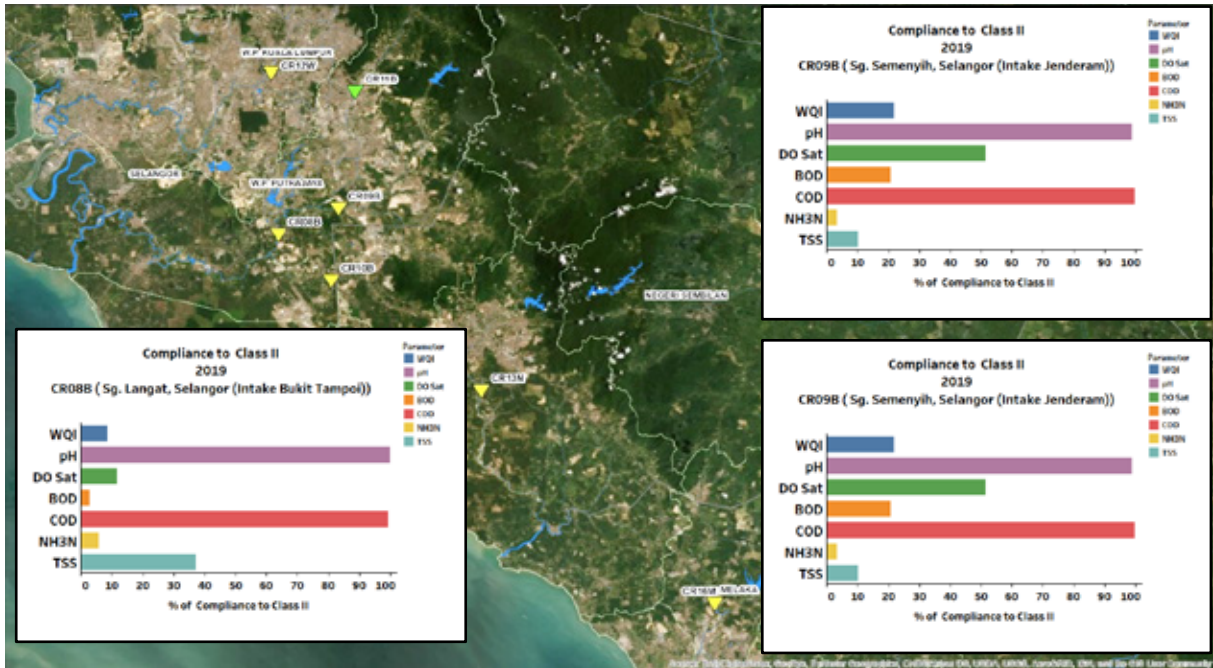 W.P KUALA LUMPUR
CR12W
CR11B
SELANGOR
W.P PUTRAJAYA
CR09B
CR08B
CR10B
NEGERI SEMBILAN
CR13N
CR16M
MELAKA
Compliance to Class II
2019
CR09B ( Sg. Semenyih, Selangor (Intake Jenderam))
Parameter
WQI
pH
DO Sat
BOD
COD
NH3N
TSS
WQI
pH
DO Sat
BOD
COD
NH3N
TSS
0 10 20 30 40 50 60 70 80 90 100
% of Compliance to Class II
Compliance to Class II
2019
CR08B ( Sg. Langat, Selangor (Intake Bukit Tampoi))
Parameter
WQI
pH
DO Sat
BOD
COD
NH3N
TSS
WQI
pH
DO Sat
BOD
COD
NH3N
TSS
0 10 20 30 40 50 60 70 80 90 100
% of Compliance to Class II
Compliance to Class II
2019
CR09B ( Sg. Semenyih, Selangor (Intake Jenderam))
Parameter
WQI
pH
DO Sat
BOD
COD
NH3N
TSS
WQI
pH
DO Sat
BOD
COD
NH3N
TSS
0 10 20 30 40 50 60 70 80 90 100
% of Compliance to Class II